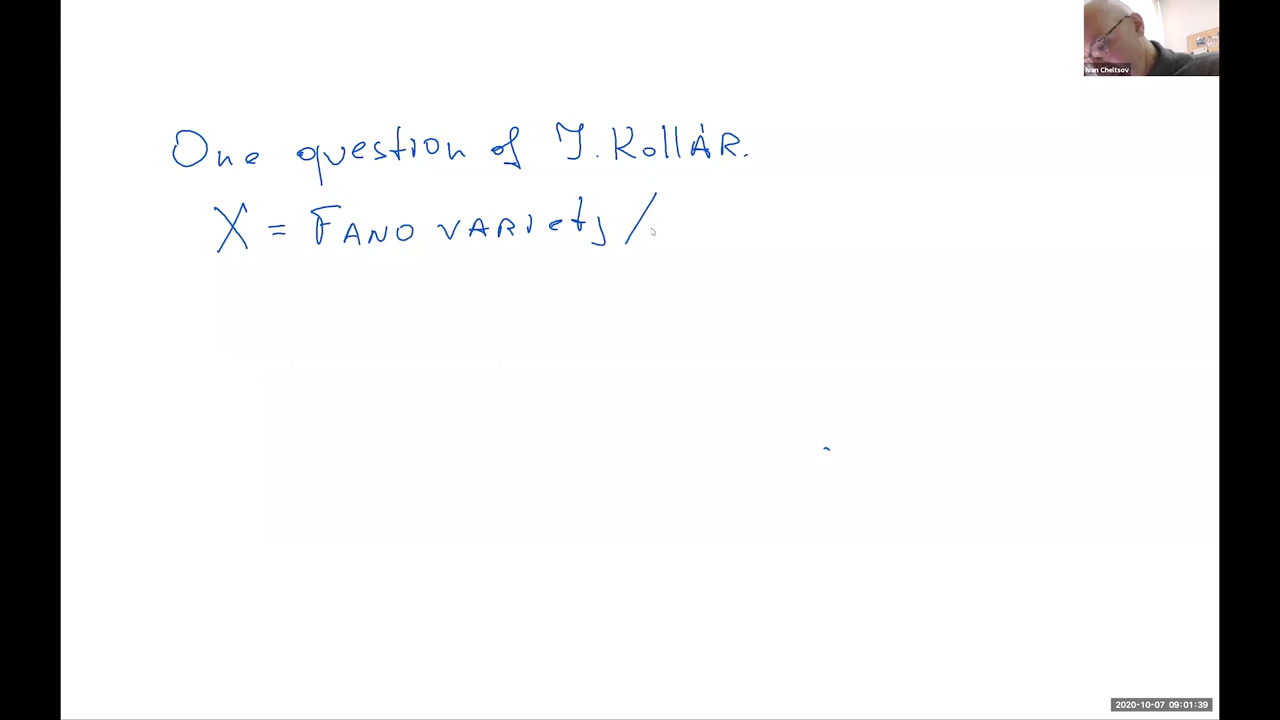 Ivan Cheltsov
One question of J. KollÁR.
X = FANO VARIety /
2020-10-07 09:01:39